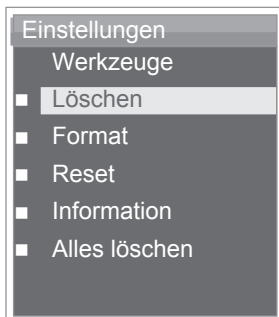 Einstellungen
Werkzeuge
Löschen
Format
Reset
Information
Alles löschen